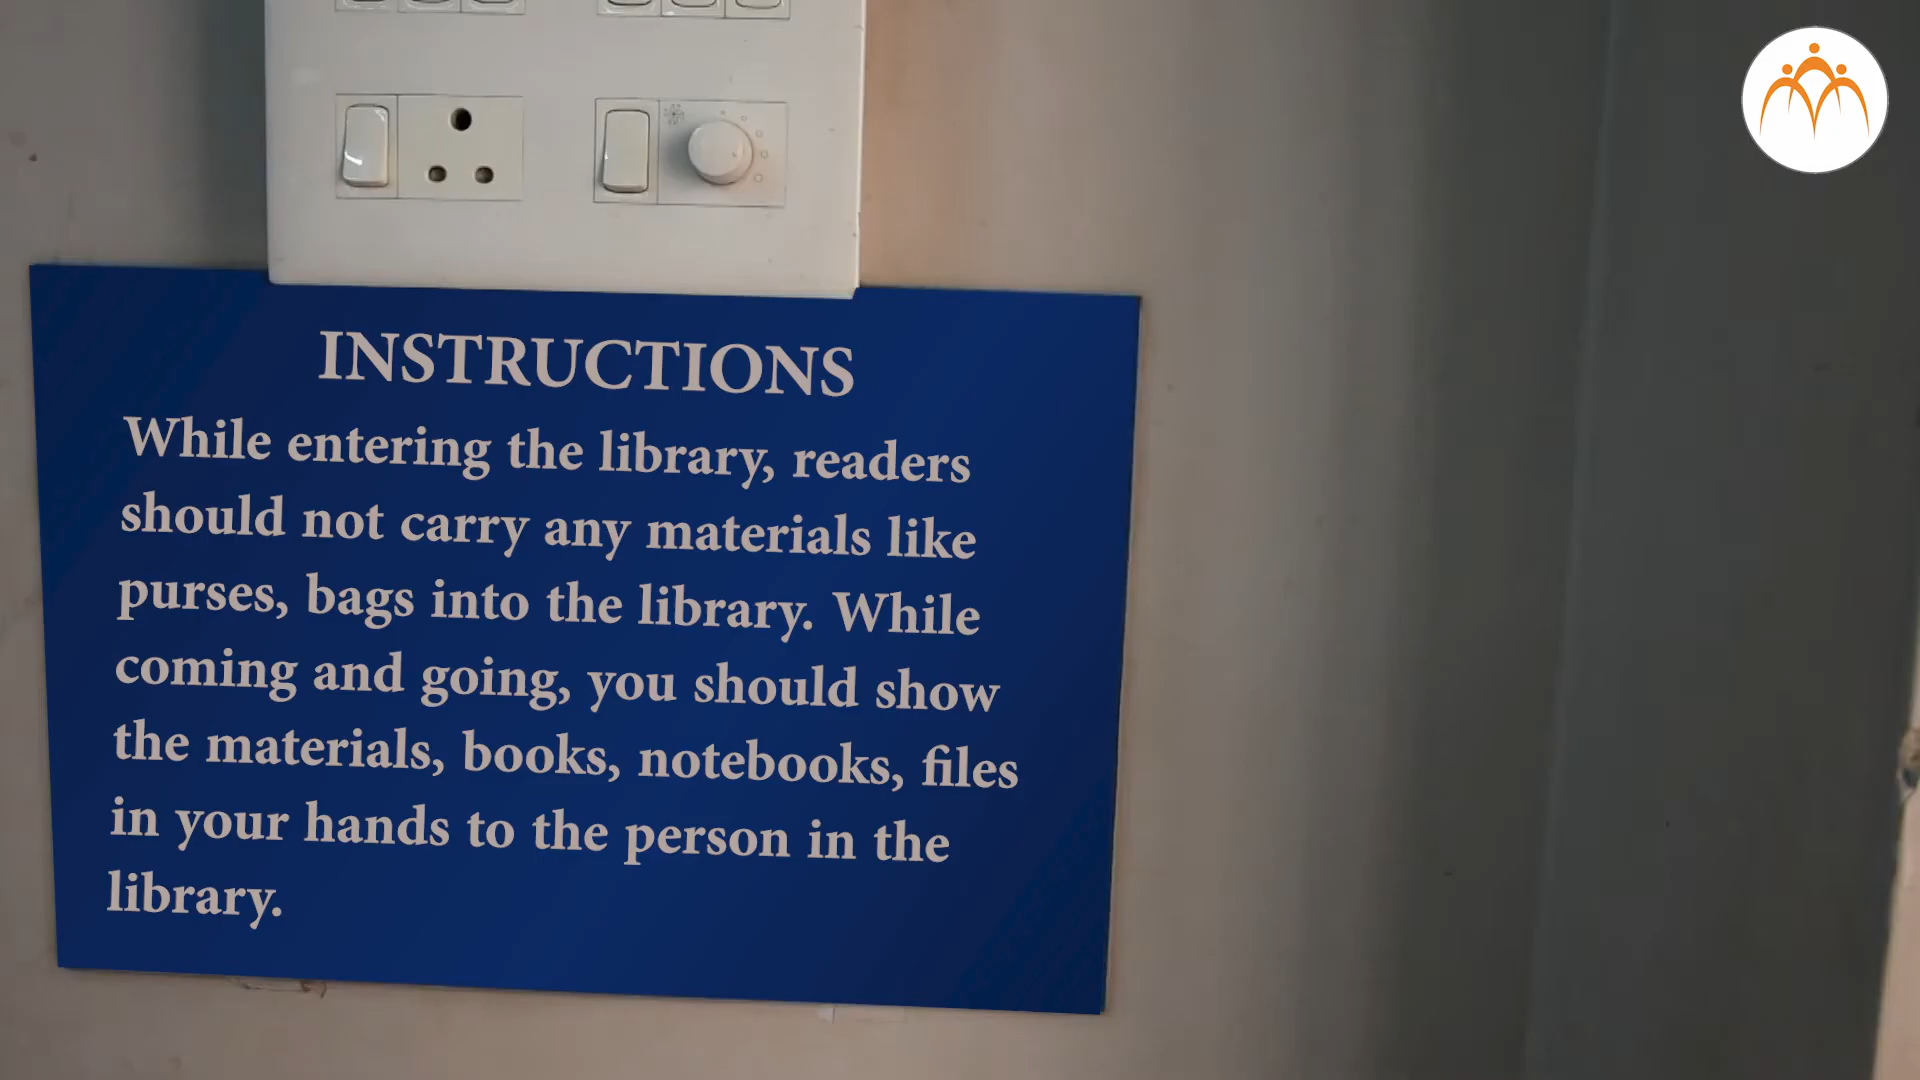 INSTRUCTIONS
While entering the library, readers
should not carry any materials like
purses, bags into the library. While
coming and going, you should show
the materials, books, notebooks, files
in your hands to the person in the
library.